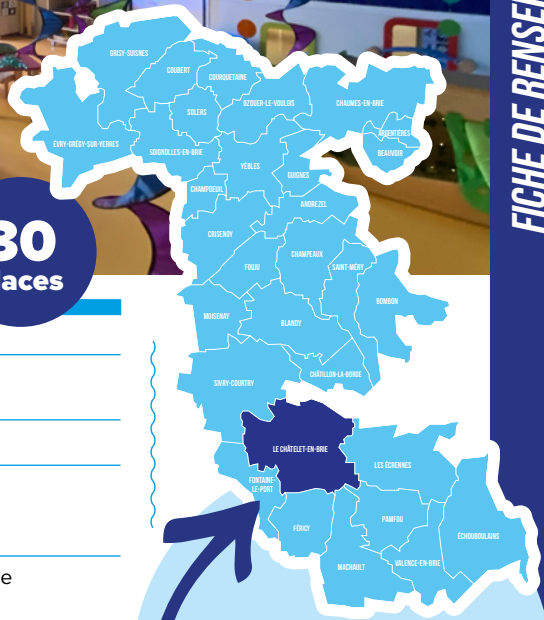 FICHE DE RENSEI
GRISY-SUISNES
COUBERT
COURQUETAINE
SOLERS
OZOUER-LE-VOULGIS
CHAUMES-EN-BRIE
ARGENTIÈRES
BEAUVOIR
ÉVRY-GRÉGY-SUR-YERRES
SOIGNOLLES-EN-BRIE
YÈBLES
GUIGNES
CHAMPDEUIL
ANDREZEL
CRISENOY
CHAMPEAUX
FOUJU
SAINT-MÉRY
BOMBON
MOISENAY
BLANDY
CHÂTILLON-LA-BORDE
SIVRY-COURTRY
LE CHÂTELET-EN-BRIE
LES ÉCRENNES
FONTAINE-
LE-PORT
PAMFOU
FÉRICY
ÉCHOUBOULAINS
MACHAULT
VALENCE-EN-BRIE
30
laces
e